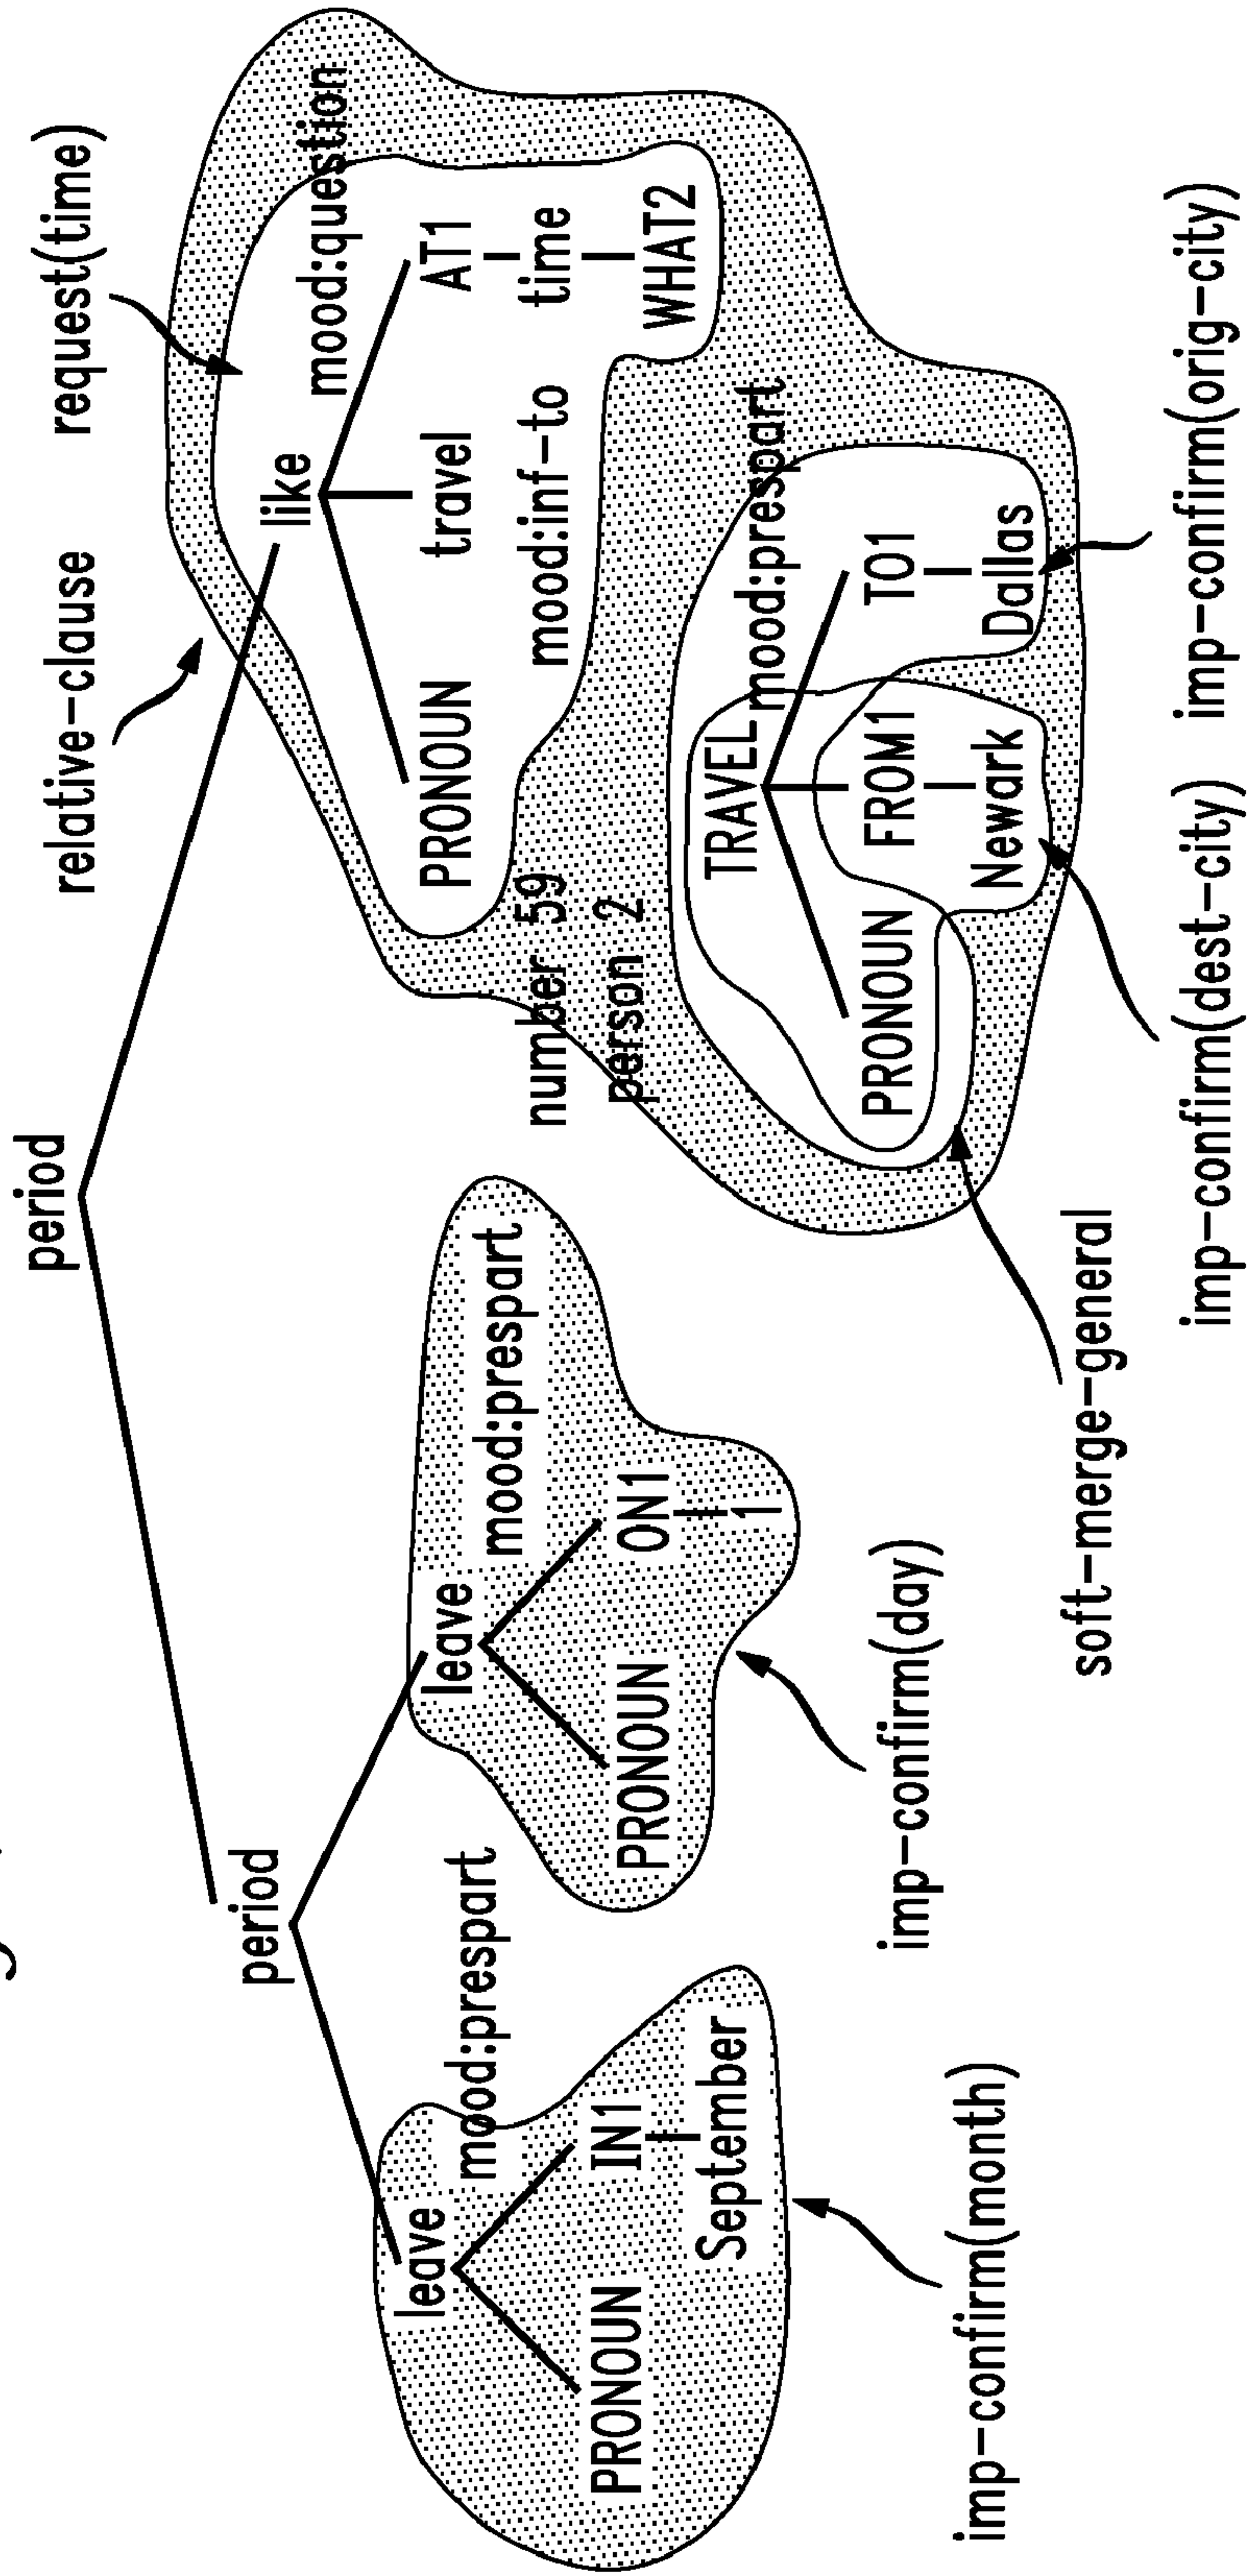 period
relative-clause
request(time)
period
like
mood:question
leave
mood:prespart
leave
mood:prespart
PRONOUN
travel
AT1
mood:inf-to
time
WHAT2
number 59
person 2
PRONOUN
IN1
September
PRONOUN
ON1
1
TRAVEL
mood:prespart
PRONOUN
FROM1
TO1
Newark
Dallas
imp-confirm(month)
imp-confirm(day)
soft-merge-general
imp-confirm(dest-city)
imp-confirm(orig-city)